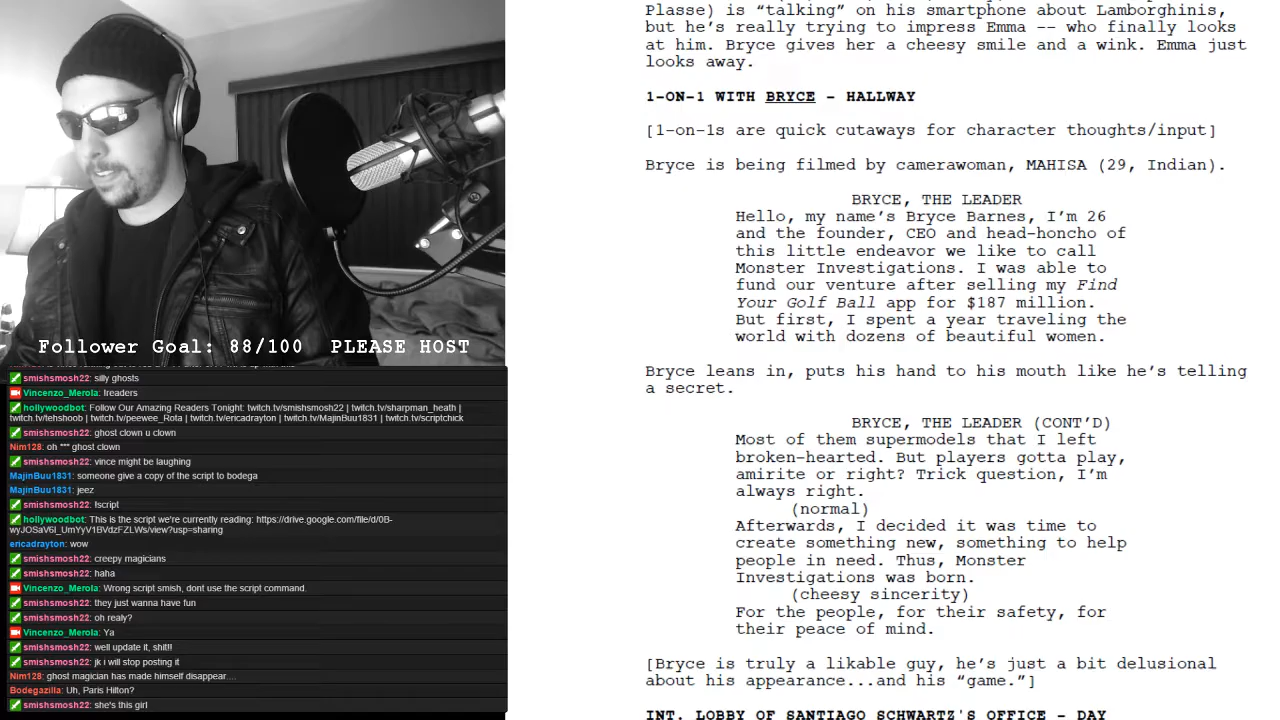 Follower Goal: 88/100 PLEASE HOST
smishsmosh22: silly ghosts
Vincenzo_Merola: !readers
hollywoodbot: Follow Our Amazing Readers Tonight: twitch.tv/smishsmosh22 | twitch.tv/sharpman_heath |
twitch.tv/tehshoob | twitch.tv/peewee_Rota | twitch.tv/ericadrayton | twitch.tv/MajinBuu1831 | twitch.tv/scriptchick
smishsmosh22: ghost clown u clown
Nim128: oh *** ghost clown
smishsmosh22: vince might be laughing
MajinBuu1831: someone give a copy of the script to bodega
MajinBuu1831: jeez
smishsmosh22: !script
hollywoodbot: This is the script we're currently reading: https://drive.google.com/file/d/0B-
wyJOSaV6I_UmYyV1BVdzFZLWs/view?usp=sharing
ericadrayton: wow
smishsmosh22: creepy magicians
smishsmosh22: haha
Vincenzo_Merola: Wrong script smish, dont use the script command.
smishsmosh22: they just wanna have fun
smishsmosh22: oh realy?
Vincenzo_Merola: Ya
smishsmosh22: well update it, shit!!
smishsmosh22: jk i will stop posting it
Nim128: ghost magician has made himself disappear....
Bodegazilla: Uh, Paris Hilton?
smishsmosh22: she's this girl
Plasse) is “talking” on his smartphone about Lamborghinis,
but he’s really trying to impress Emma -- who finally looks
at him. Bryce gives her a cheesy smile and a wink. Emma just
looks away.
1-ON-1 WITH BRYCE - HALLWAY
[1-on-1s are quick cutaways for character thoughts/input]
Bryce is being filmed by camerawoman, MAHISA (29, Indian).
BRYCE, THE LEADER
Hello, my name’s Bryce Barnes, I’m 26
and the founder, CEO and head-honcho of
this little endeavor we like to call
Monster Investigations. I was able to
fund our venture after selling my Find
Your Golf Ball app for $187 million.
But first, I spent a year traveling the
world with dozens of beautiful women.
Bryce leans in, puts his hand to his mouth like he’s telling
a secret.
BRYCE, THE LEADER (CONT’D)
Most of them supermodels that I left
broken-hearted. But players gotta play,
amirite or right? Trick question, I’m
always right.
(normal)
Afterwards, I decided it was time to
create something new, something to help
people in need. Thus, Monster
Investigations was born.
(cheesy sincerity)
For the people, for their safety, for
their peace of mind.
[Bryce is truly a likable guy, he’s just a bit delusional
about his appearance...and his “game.”]
INT. LOBBY OF SANTIAGO SCHWARTZ'S OFFICE - DAY